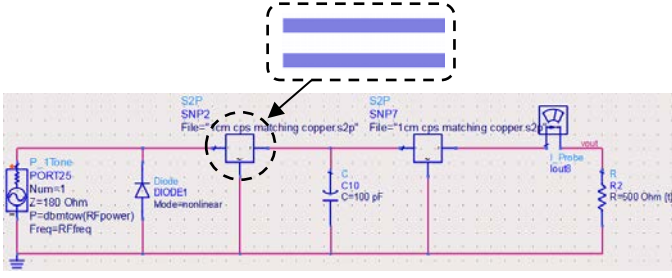 S2P
SNP2
File="1cm cps matching copper.s2p"
S2P
SNP7
File="1cm cps matching copper.s2p"
P_1Tone
PORT25
Num=1
Z=180 Ohm
P=dbmtow(RFpower)
Freq=RFfreq
Diode
DIODE1
Mode=nonlinear
C
C10
C=100 pF
I_Probe
Iout8
vout
R
R2
R=500 Ohm {t}